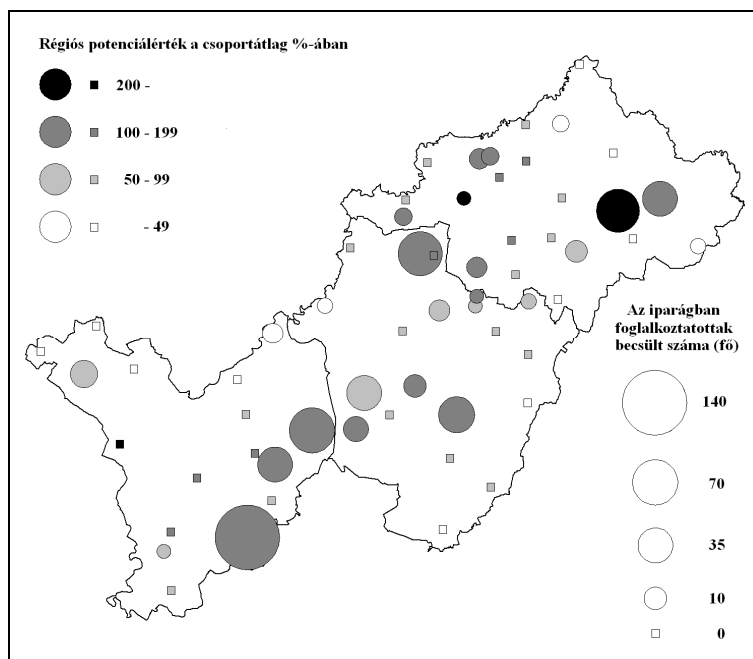 Régiós potenciálérték a csoportátlag %-ában
200 -
100 - 199
50 - 99
- 49
Az iparágban
foglalkoztatottak
becsült száma (fő)
140
70
35
10
0